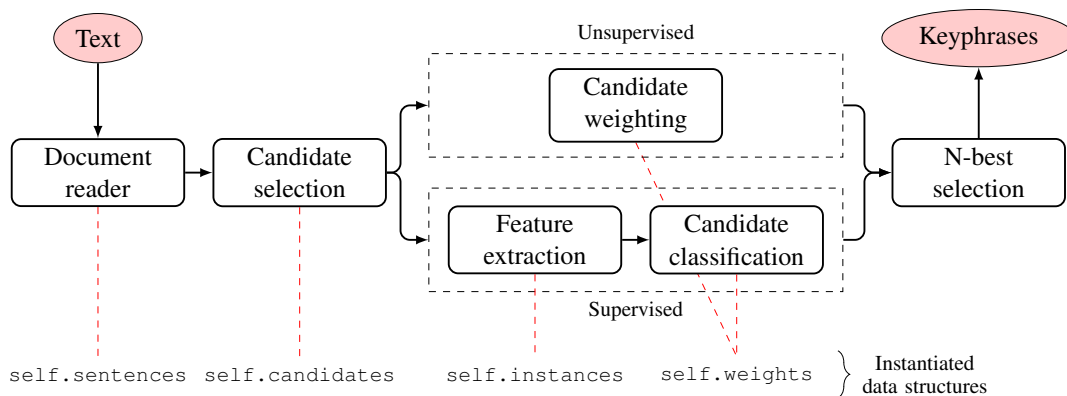 Text
Unsupervised
Keyphrases
Candidate
weighting
Document
reader
Candidate
selection
N-best
selection
Feature
extraction
Candidate
classification
Supervised
self.sentences
self.candidates
self.instances
self.weights
Instantiated
data structures